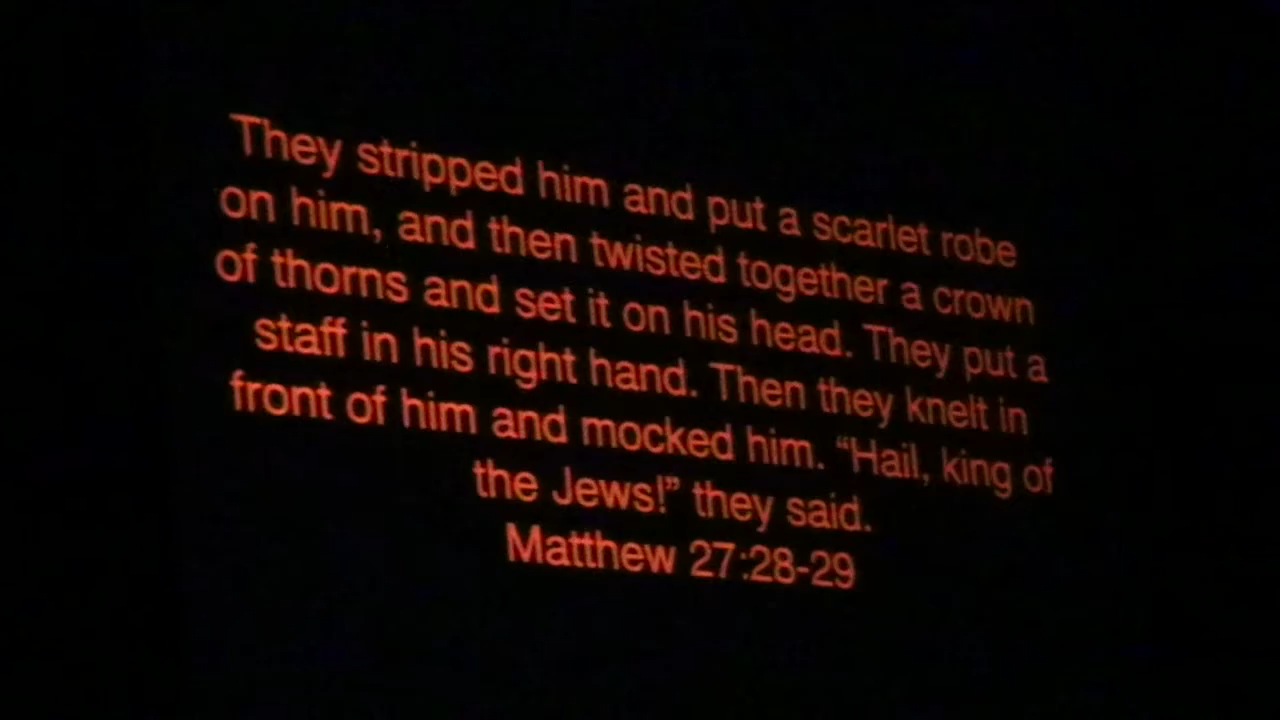 They stripped him and put a scarlet robe
on him, and then twisted together a crown
of thorns and set it on his head. They put a
staff in his right hand. Then they knelt in
front of him and mocked him. “Hail, king of
the Jews!” they said.
Matthew 27:28-29